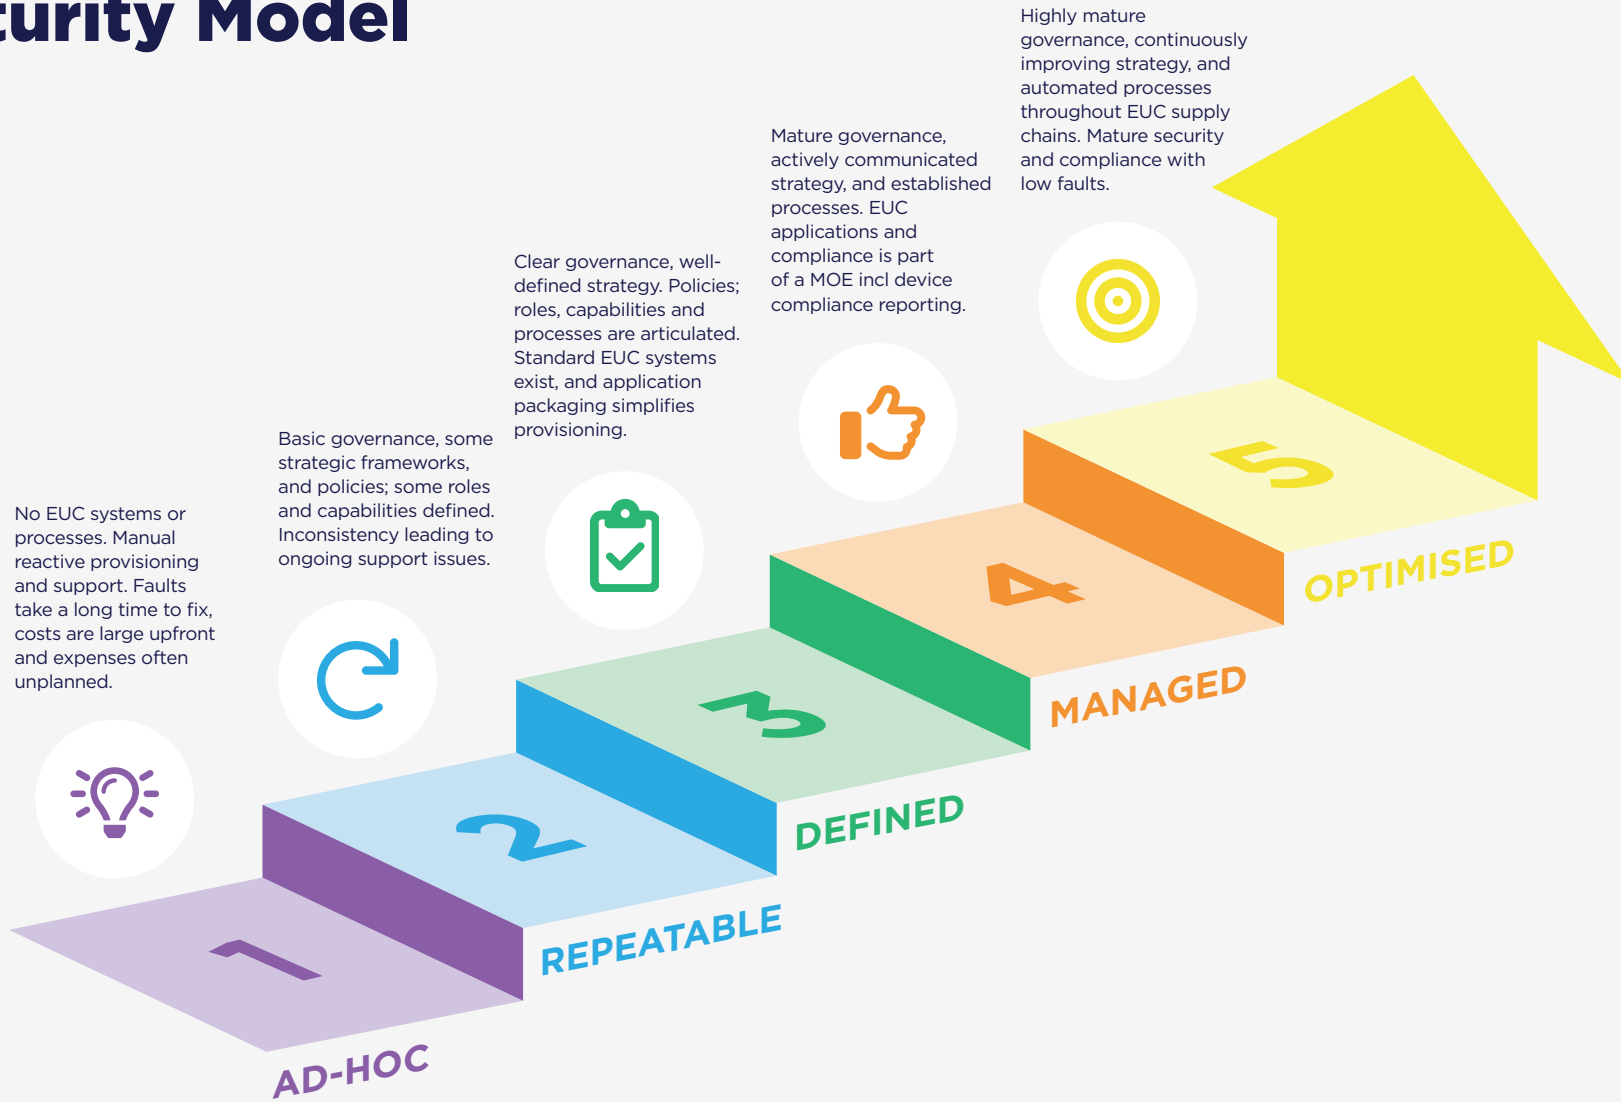 turity Model
Highly mature
governance, continuously
improving strategy, and
automated processes
throughout EUC supply
chains. Mature security
and compliance with
low faults.
Mature governance,
actively communicated
strategy, and established
processes. EUC
applications and
compliance is part
of a MOE incl device
compliance reporting.
Clear governance, well-
defined strategy. Policies;
roles, capabilities and
processes are articulated.
Standard EUC systems
exist, and application
packaging simplifies
provisioning.
Basic governance, some
strategic frameworks,
and policies; some roles
and capabilities defined.
Inconsistency leading to
ongoing support issues.
No EUC systems or
processes. Manual
reactive provisioning
and support. Faults
take a long time to fix,
costs are large upfront
and expenses often
unplanned.
5
OPTIMISED
4
MANAGED
3
DEFINED
2
REPEATABLE
1
AD-HOC